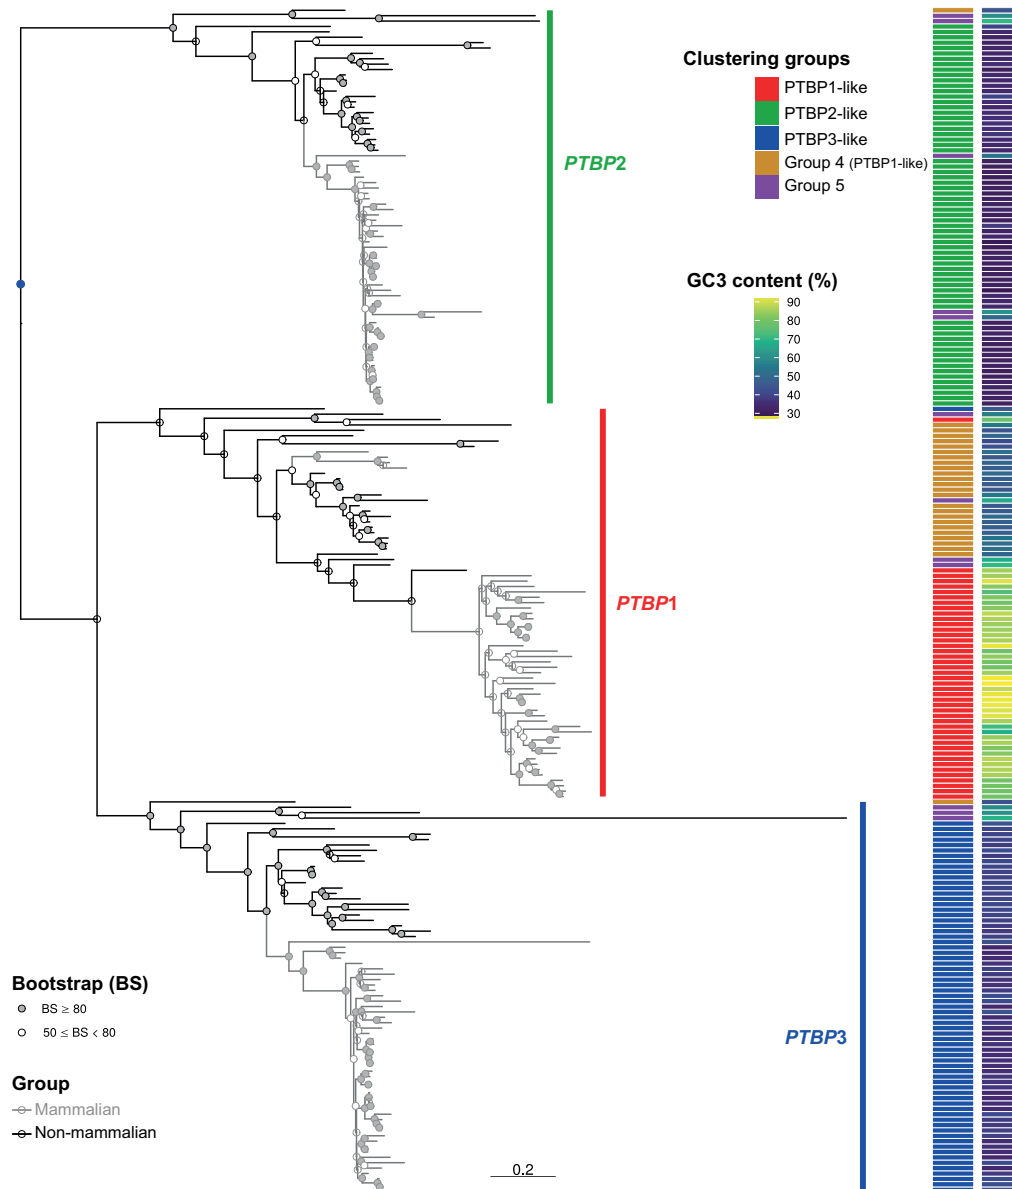 Clustering groups
PTBP1-like
PTBP2-like
PTBP3-like
Group 4 (PTBP1-like)
Group 5
PTBP2
GC3 content (%)
90
80
70
60
50
40
30
PTBP1
Bootstrap (BS)
BS ≥ 80
50 ≤ BS < 80
PTBP3
Group
Mammalian
Non-mammalian
0.2